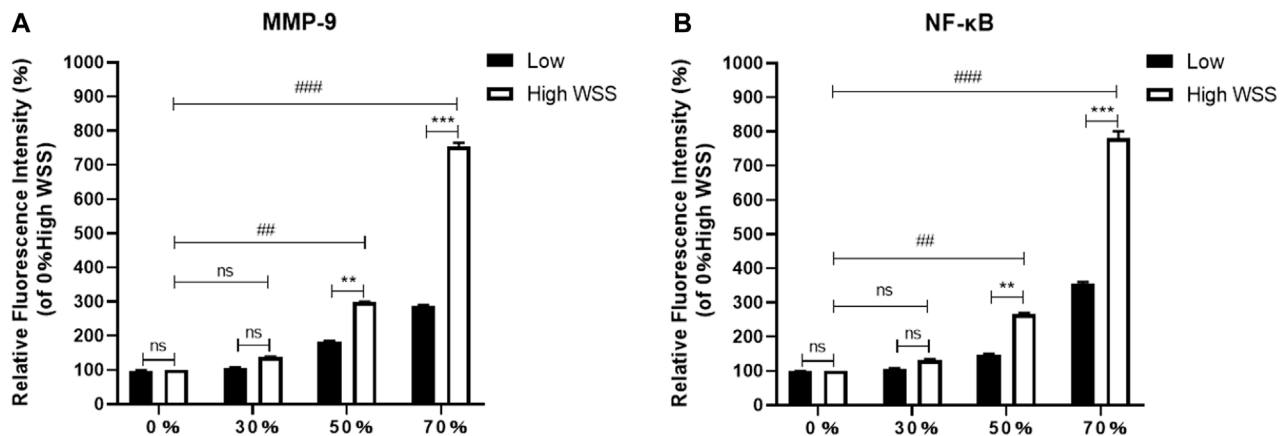 A
MMP-9
Relative Fluorescence Intensity (%)
(of 0%High WSS)
1000
900
800
700
600
500
400
300
200
100
0
ns
ns
ns
**
##
***
###
0%
30%
50%
70%
Low
High WSS
B
NF-κB
Relative Fluorescence Intensity (%)
(of 0%High WSS)
1000
900
800
700
600
500
400
300
200
100
0
ns
ns
ns
**
##
***
###
0%
30%
50%
70%
Low
High WSS